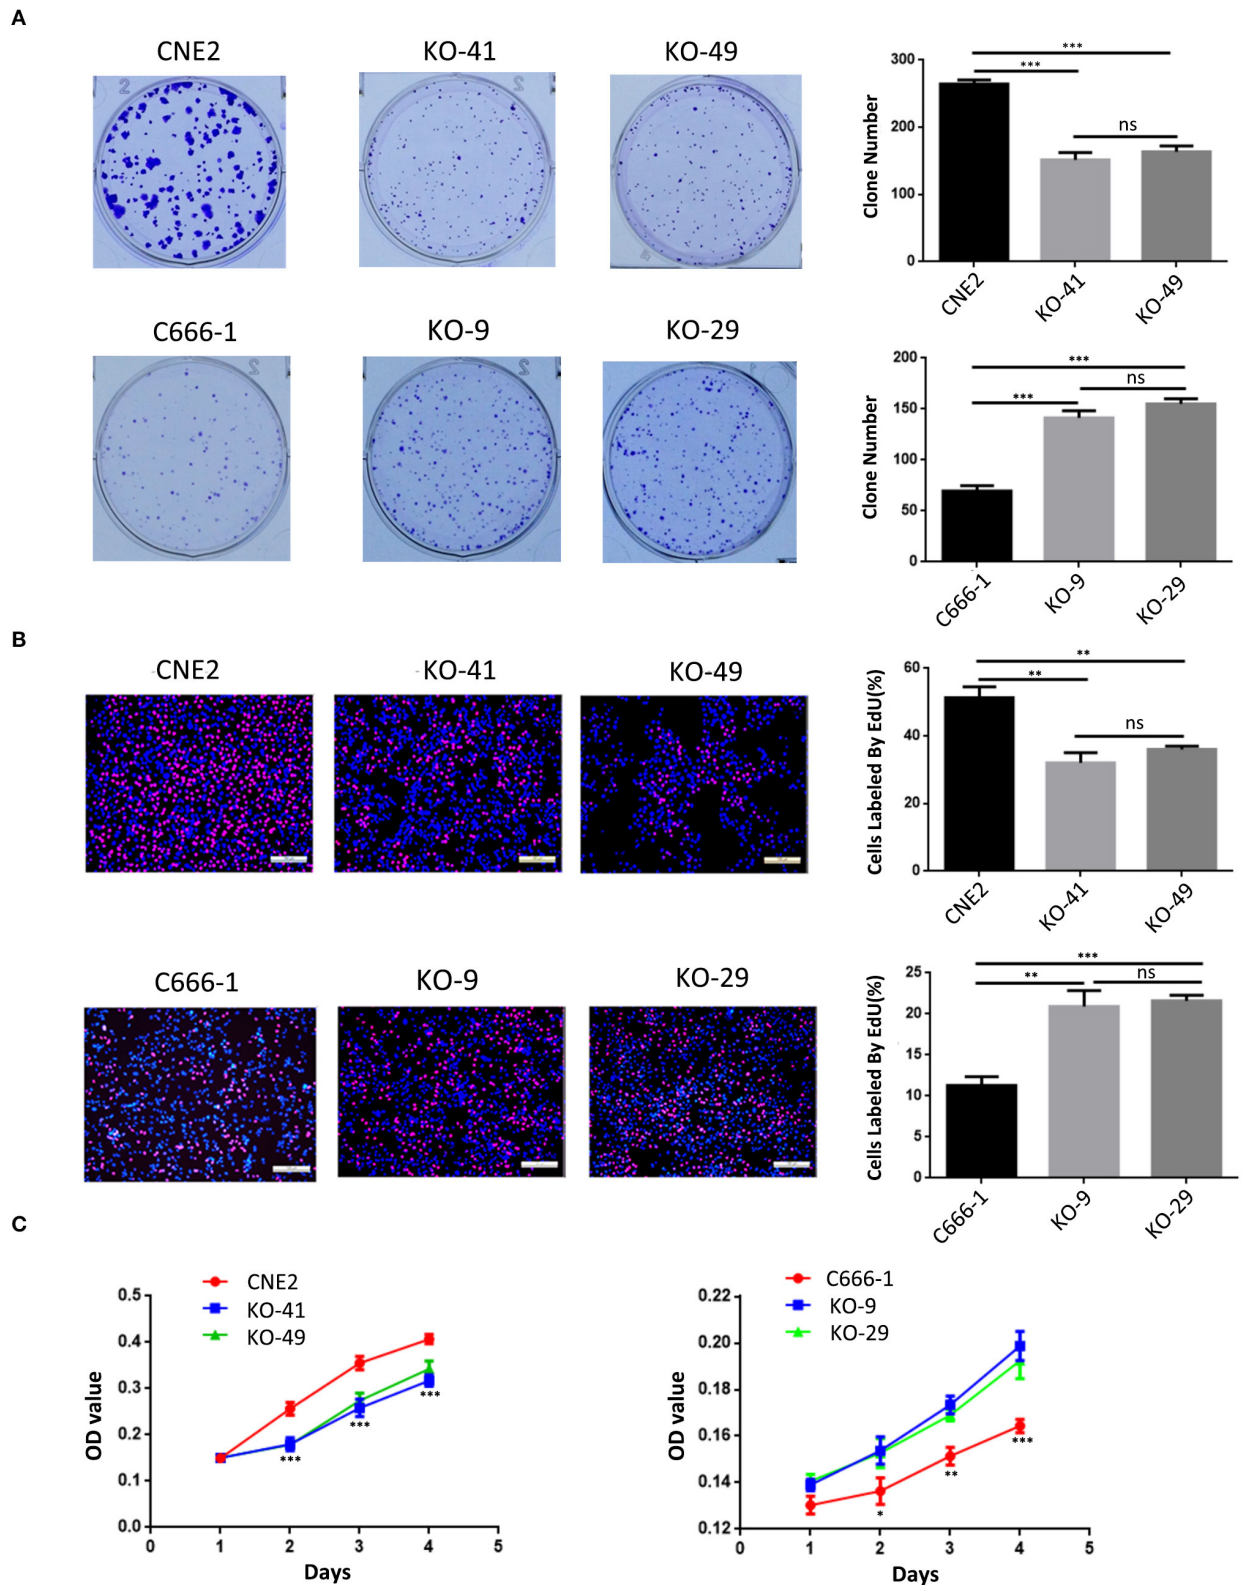 A
CNE2
KO-41
KO-49
300
200
100
0
Clone Number
***
***
ns
CNE2
KO-41
KO-49
C666-1
KO-9
KO-29
200
150
100
50
0
Clone Number
***
ns
***
C666-1
KO-9
KO-29
B
CNE2
KO-41
KO-49
60
40
20
0
Cells Labeled By EdU(%)
**
**
ns
CNE2
KO-41
KO-49
C666-1
KO-9
KO-29
25
20
15
10
5
0
Cells Labeled By EdU(%)
***
**
ns
C666-1
KO-9
KO-29
C
CNE2
KO-41
KO-49
0.5
0.4
0.3
0.2
0.1
0.0
OD value
***
***
***
0 1 2 3 4 5
Days
C666-1
KO-9
KO-29
0.22
0.20
0.18
0.16
0.14
0.12
OD value
*
**
***
0 1 2 3 4 5
Days